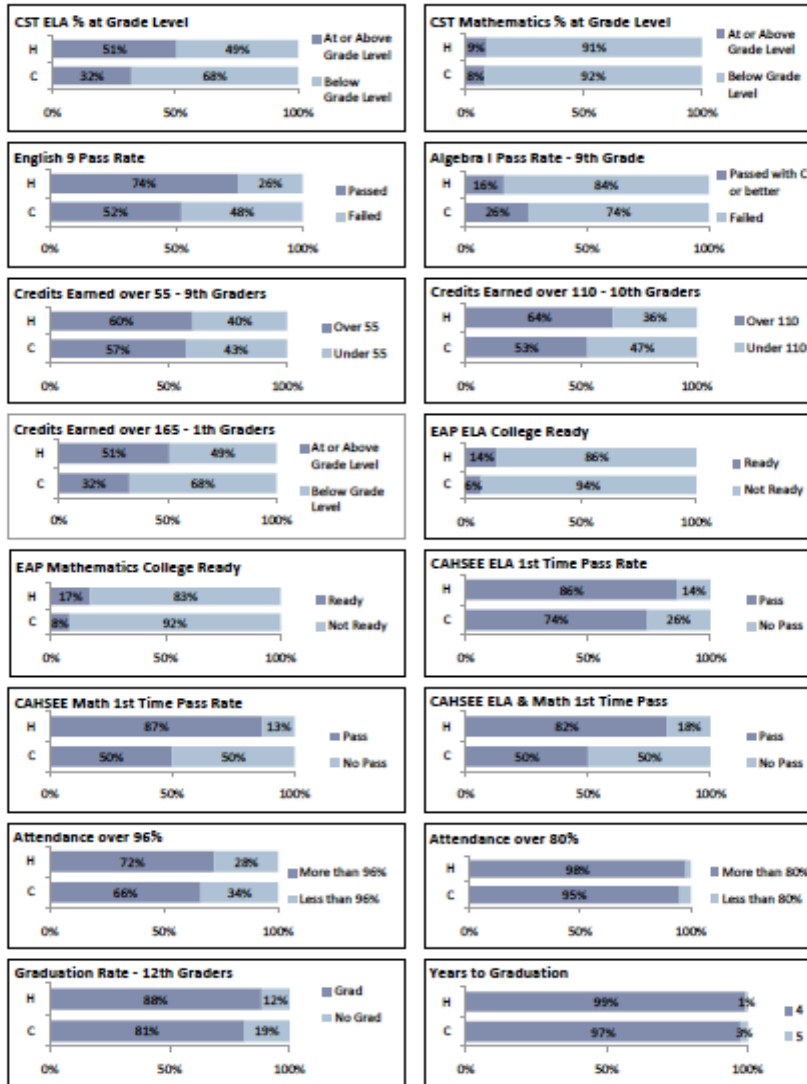 CST ELA % at Grade Level
H 51% 49%
C 32% 68%
0% 50% 100%
At or Above
Grade Level
Below
Grade Level
CST Mathematics % at Grade Level
H 9% 91%
C 8% 92%
0% 50% 100%
At or Above
Grade Level
Below Grade
Level
English 9 Pass Rate
H 74% 26%
C 52% 48%
0% 50% 100%
Passed
Failed
Algebra I Pass Rate - 9th Grade
H 16% 84%
C 26% 74%
0% 50% 100%
Passed with C
or better
Failed
Credits Earned over 55 - 9th Graders
H 60% 40%
C 57% 43%
0% 50% 100%
Over 55
Under 55
Credits Earned over 110 - 10th Graders
H 64% 36%
C 53% 47%
0% 50% 100%
Over 110
Under 110
Credits Earned over 165 - 1th Graders
H 51% 49%
C 32% 68%
0% 50% 100%
At or Above
Grade Level
Below Grade
Level
EAP ELA College Ready
H 14% 86%
C 6% 94%
0% 50% 100%
Ready
Not Ready
EAP Mathematics College Ready
H 17% 83%
C 8% 92%
0% 50% 100%
Ready
Not Ready
CAHSEE ELA 1st Time Pass Rate
H 86% 14%
C 74% 26%
0% 50% 100%
Pass
No Pass
CAHSEE Math 1st Time Pass Rate
H 87% 13%
C 50% 50%
0% 50% 100%
Pass
No Pass
CAHSEE ELA & Math 1st Time Pass
H 82% 18%
C 50% 50%
0% 50% 100%
Pass
No Pass
Attendance over 96%
H 72% 28%
C 66% 34%
0% 50% 100%
More than 96%
Less than 96%
Attendance over 80%
H 98%
C 95%
0% 50% 100%
More than 80%
Less than 80%
Graduation Rate - 12th Graders
H 88% 12%
C 81% 19%
0% 50% 100%
Grad
No Grad
Years to Graduation
H 99% 1%
C 97% 3%
0% 50% 100%
4
5